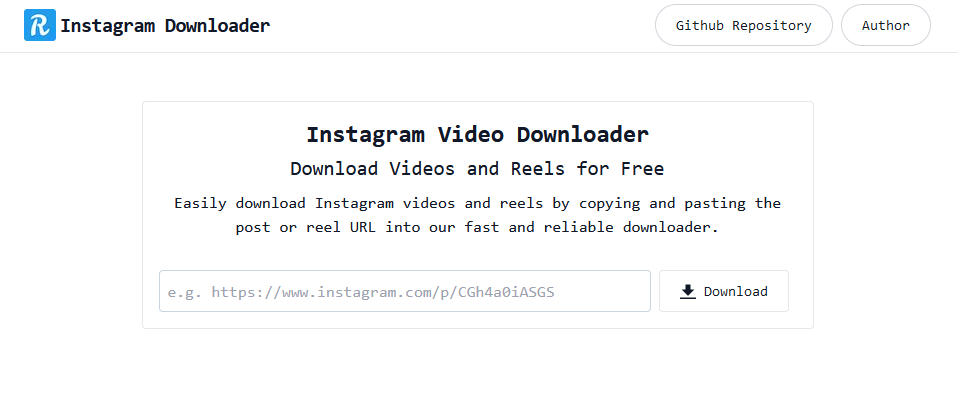 R Instagram Downloader
Github Repository
Author
Instagram Video Downloader
Download Videos and Reels for Free
Easily download Instagram videos and reels by copying and pasting the
post or reel URL into our fast and reliable downloader.
e.g. https://www.instagram.com/p/CGh4a0iASGS
Download